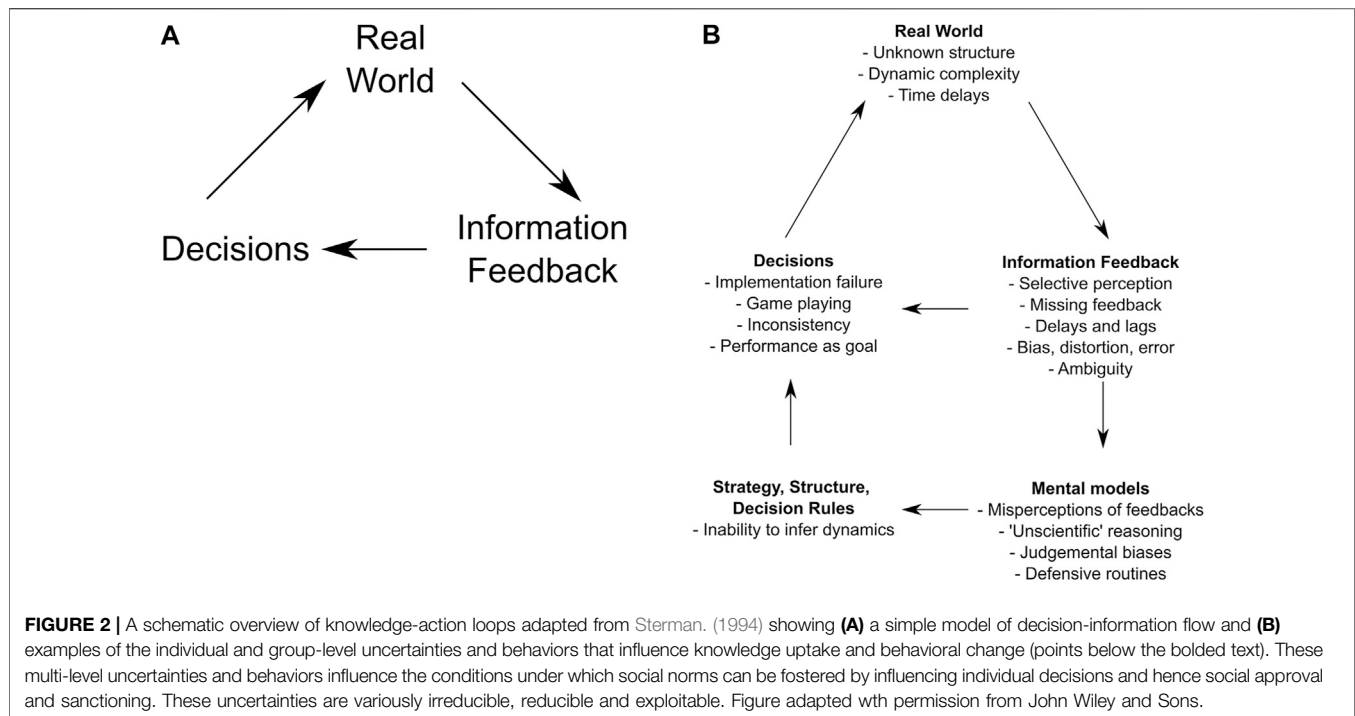 A
Real
World
Decisions
Information
Feedback
B
Real World
- Unknown structure
- Dynamic complexity
- Time delays
Decisions
- Implementation failure
- Game playing
- Inconsistency
- Performance as goal
Information Feedback
- Selective perception
- Missing feedback
- Delays and lags
- Bias, distortion, error
- Ambiguity
Strategy, Structure,
Decision Rules
- Inability to infer dynamics
Mental models
- Misperceptions of feedbacks
- 'Unscientific' reasoning
- Judgemental biases
- Defensive routines
FIGURE 2 | A schematic overview of knowledge-action loops adapted from Sterman. (1994) showing (A) a simple model of decision-information flow and (B)
examples of the individual and group-level uncertainties and behaviors that influence knowledge uptake and behavioral change (points below the bolded text). These
multi-level uncertainties and behaviors influence the conditions under which social norms can be fostered by influencing individual decisions and hence social approval
and sanctioning. These uncertainties are variously irreducible, reducible and exploitable. Figure adapted wth permission from John Wiley and Sons.